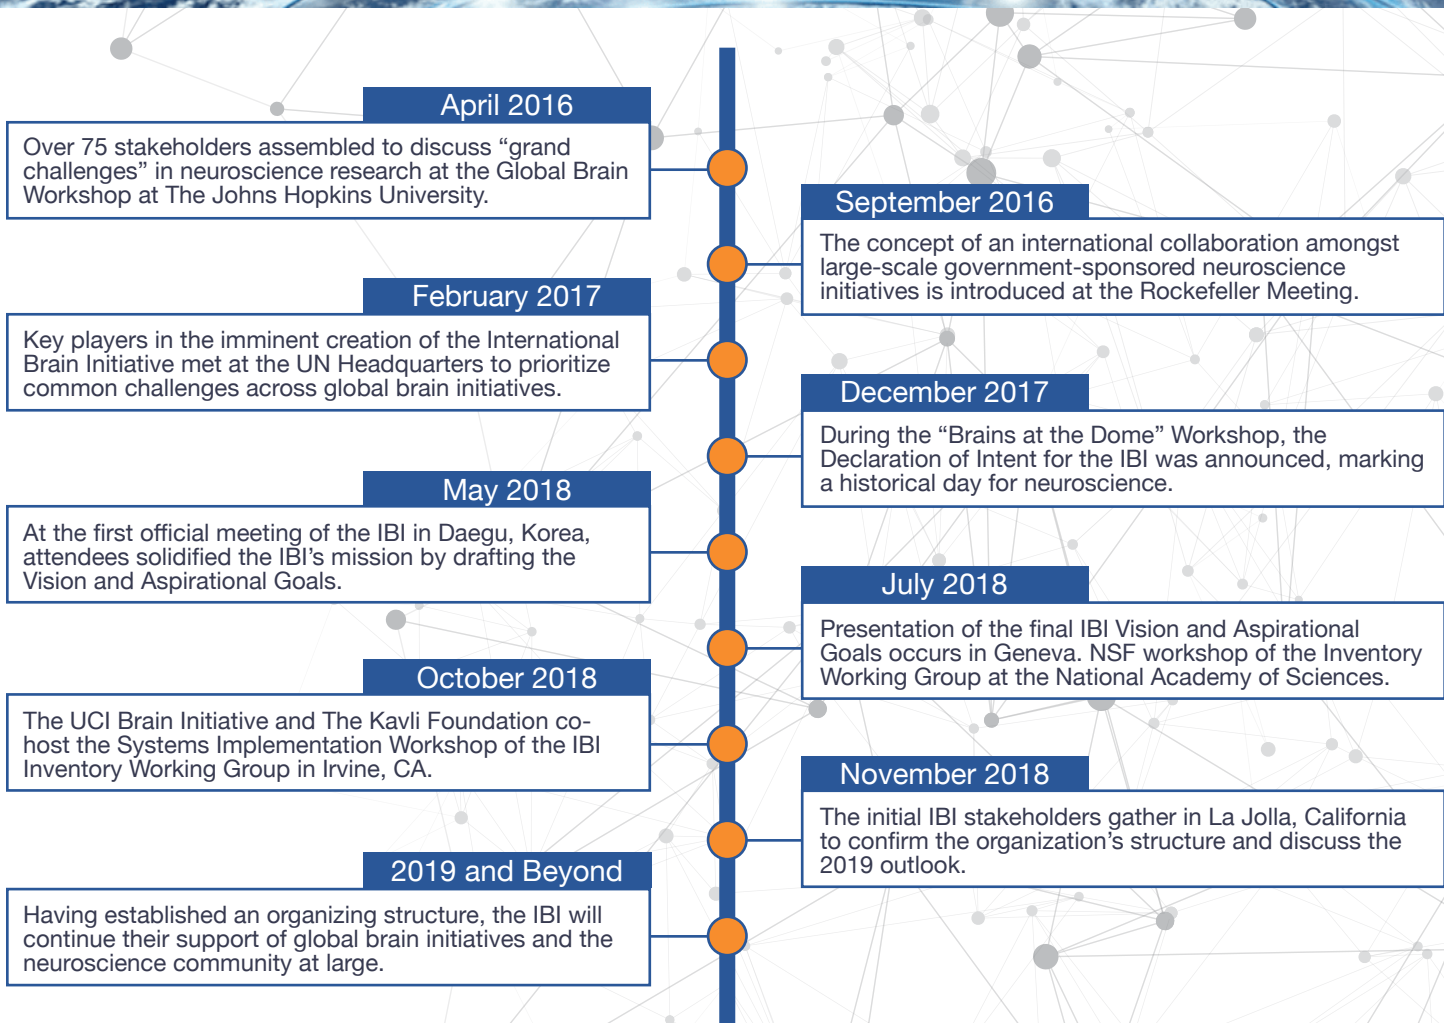 April 2016
Over 75 stakeholders assembled to discuss “grand
challenges” in neuroscience research at the Global Brain
Workshop at The Johns Hopkins University.
September 2016
The concept of an international collaboration amongst
large-scale government-sponsored neuroscience
initiatives is introduced at the Rockefeller Meeting.
February 2017
Key players in the imminent creation of the International
Brain Initiative met at the UN Headquarters to prioritize
common challenges across global brain initiatives.
December 2017
During the “Brains at the Dome” Workshop, the
Declaration of Intent for the IBI was announced, marking
a historical day for neuroscience.
May 2018
At the first official meeting of the IBI in Daegu, Korea,
attendees solidified the IBI’s mission by drafting the
Vision and Aspirational Goals.
July 2018
Presentation of the final IBI Vision and Aspirational
Goals occurs in Geneva. NSF workshop of the Inventory
Working Group at the National Academy of Sciences.
October 2018
The UCI Brain Initiative and The Kavli Foundation co-
host the Systems Implementation Workshop of the IBI
Inventory Working Group in Irvine, CA.
November 2018
The initial IBI stakeholders gather in La Jolla, California
to confirm the organization’s structure and discuss the
2019 outlook.
2019 and Beyond
Having established an organizing structure, the IBI will
continue their support of global brain initiatives and the
neuroscience community at large.